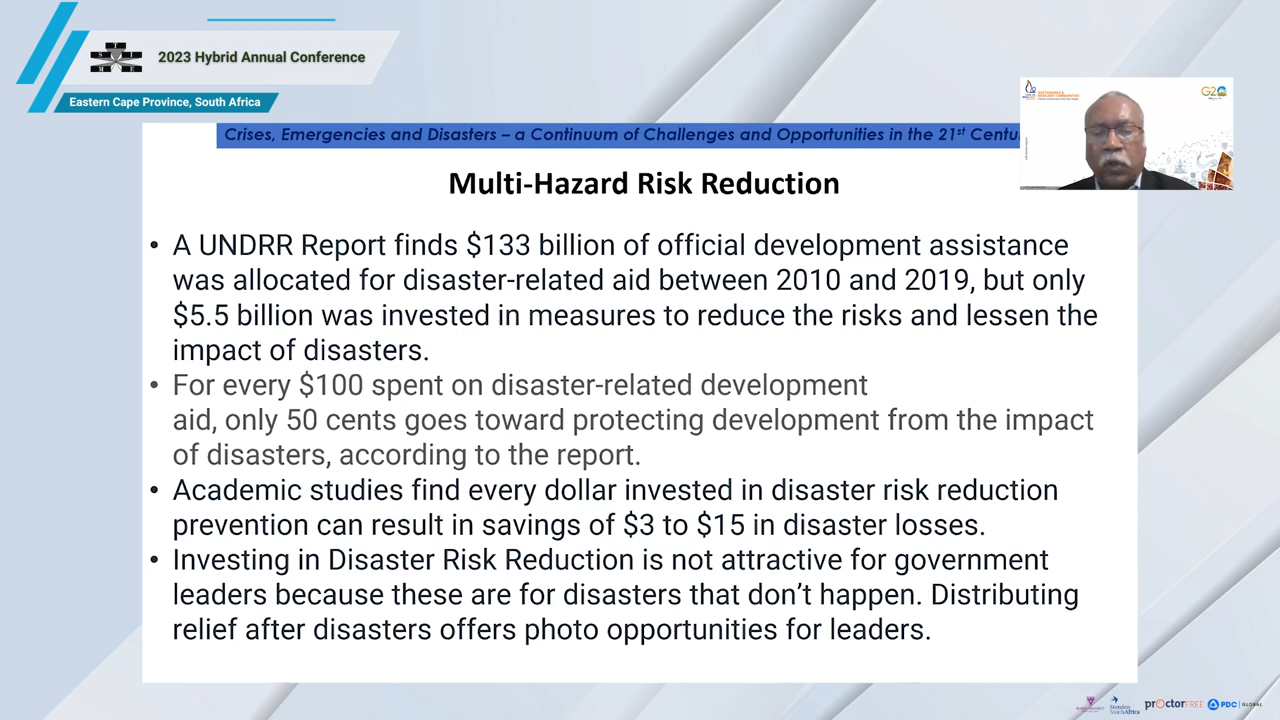 2023 Hybrid Annual Conference
Eastern Cape Province, South Africa
SUSTAINABLE &
RESILIENT COMMUNITIES
G20
Crises, Emergencies and Disasters – a Continuum of Challenges and Opportunities in the 21st Centu
Multi-Hazard Risk Reduction
• A UNDRR Report finds $133 billion of official development assistance
was allocated for disaster-related aid between 2010 and 2019, but only
$5.5 billion was invested in measures to reduce the risks and lessen the
impact of disasters.
• For every $100 spent on disaster-related development
aid, only 50 cents goes toward protecting development from the impact
of disasters, according to the report.
• Academic studies find every dollar invested in disaster risk reduction
prevention can result in savings of $3 to $15 in disaster losses.
• Investing in Disaster Risk Reduction is not attractive for government
leaders because these are for disasters that don’t happen. Distributing
relief after disasters offers photo opportunities for leaders.
Stenden
South Africa
proctorFREE
PDC | GLOBAL